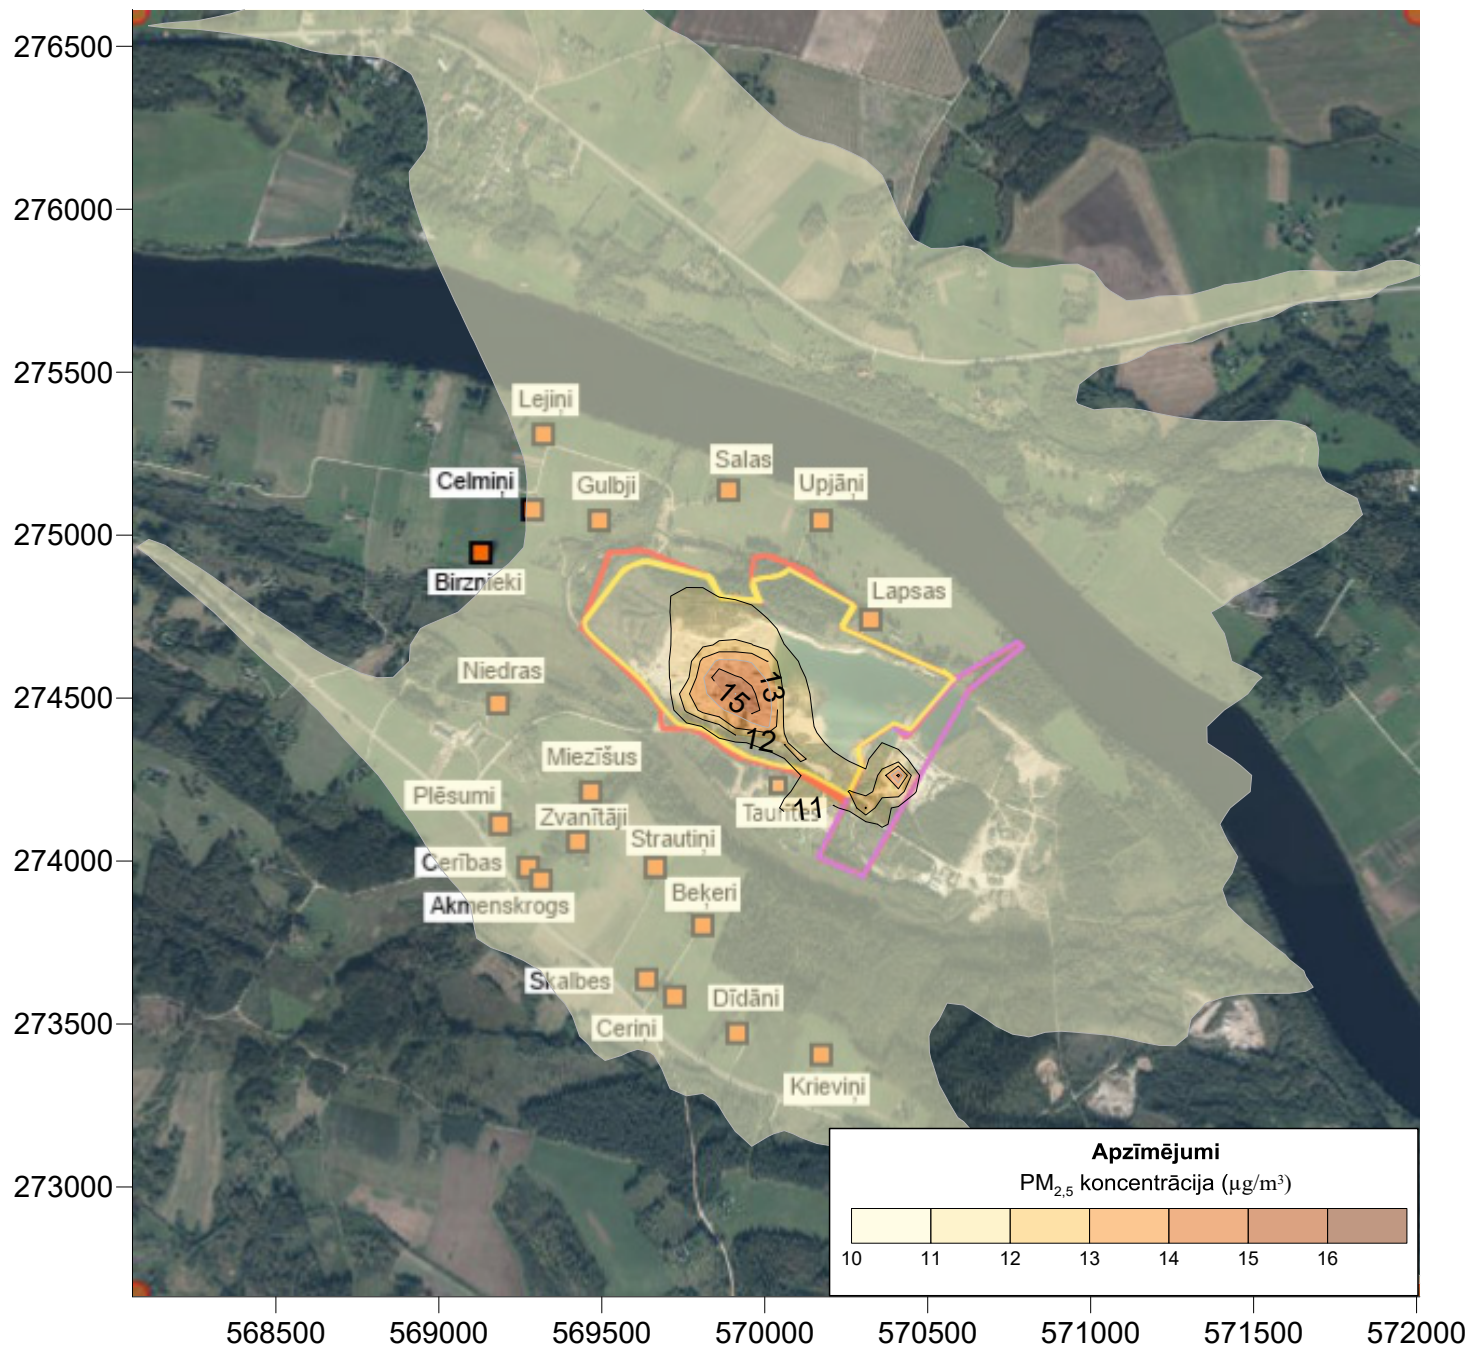 276500
276000
275500
275000
274500
274000
273500
273000
Lejiņi
Salas
Celmiņi
Gulbji
Upjāņi
Birznieki
Lapsas
Niedras
13
15
12
Miezīšus
Plēsumi
Zvanītāji
Taurītes
11
Strautiņi
Cerības
Beķeri
Akmenskrogs
Skalbes
Dīdāni
Ceriņi
Krieviņi
Apzīmējumi
PM2,5 koncentrācija (µg/m³)
10 11 12 13 14 15 16
568500 569000 569500 570000 570500 571000 571500 572000